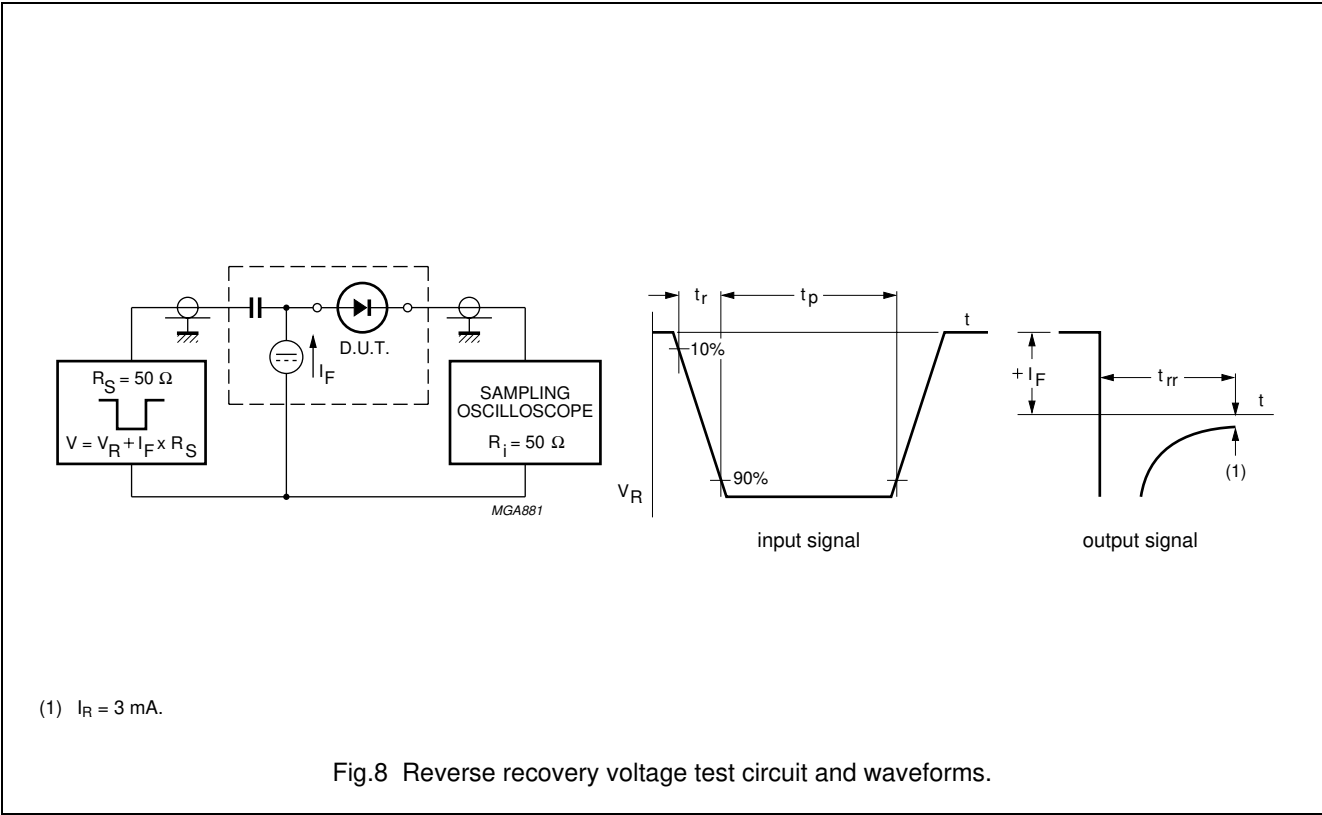 D.U.T.
I_F
R_S = 50 Ω
V = V_R + I_F x R_S
SAMPLING
OSCILLOSCOPE
R_i = 50 Ω
MGA881
t_r
t_p
t
10%
90%
V_R
input signal
+ I_F
t_rr
t
(1)
output signal
(1) I_R = 3 mA.
Fig.8 Reverse recovery voltage test circuit and waveforms.